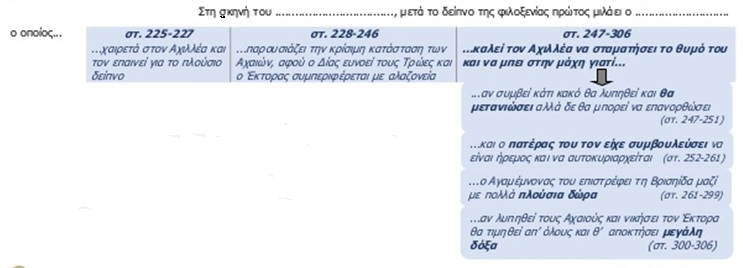 Στη σκηνή του ......................................, μετά το δείπνο της φιλοξενίας πρώτος μιλάει ο ..............................
ο οποίος...
στ. 225-227
...χαιρετά στον Αχιλλέα και
τον επαινεί για το πλούσιο
δείπνο
στ. 228-246
...παρουσιάζει την κρίσιμη κατάσταση των
Αχαιών, αφού ο Δίας ευνοεί τους Τρώες και
ο Έκτορας συμπεριφέρεται με αλαζονεία
στ. 247-306
...καλεί τον Αχιλλέα να σταματήσει το θυμό του
και να μπει στην μάχη γιατί...
...αν συμβεί κάτι κακό θα λυπηθεί και θα
μετανιώσει αλλά δε θα μπορεί να επανορθώσει
(στ. 247-251)
...και ο πατέρας του τον είχε συμβουλεύσει να
είναι ήρεμος και να αυτοκυριαρχείται (στ. 252-261)
...ο Αγαμέμνονας του επιστρέφει τη Βρισηίδα μαζί
με πολλά πλούσια δώρα (στ. 261-299)
...αν λυπηθεί τους Αχαιούς και νικήσει τον Έκτορα
θα τιμηθεί απ' όλους και θ' αποκτήσει μεγάλη
δόξα (στ. 300-306)